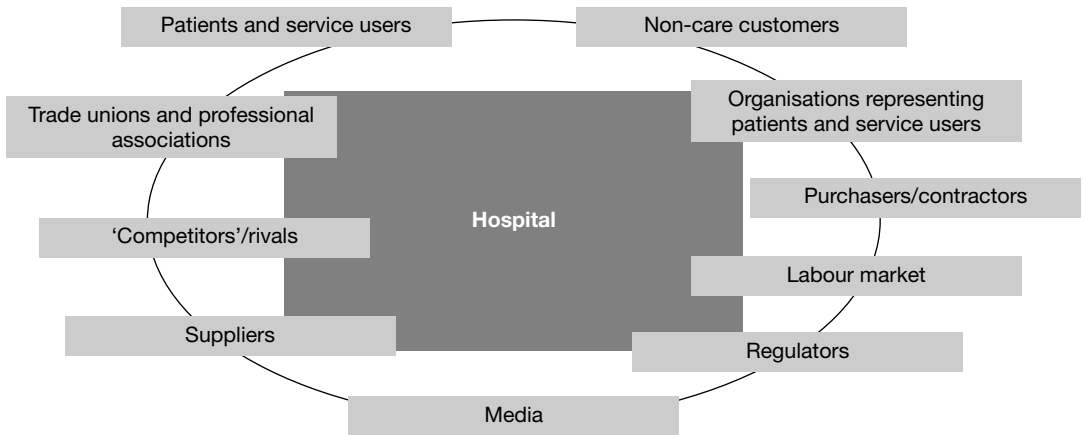 Patients and service users
Non-care customers
Trade unions and professional
associations
Organisations representing
patients and service users
Purchasers/contractors
‘Competitors’/rivals
Hospital
Labour market
Suppliers
Regulators
Media